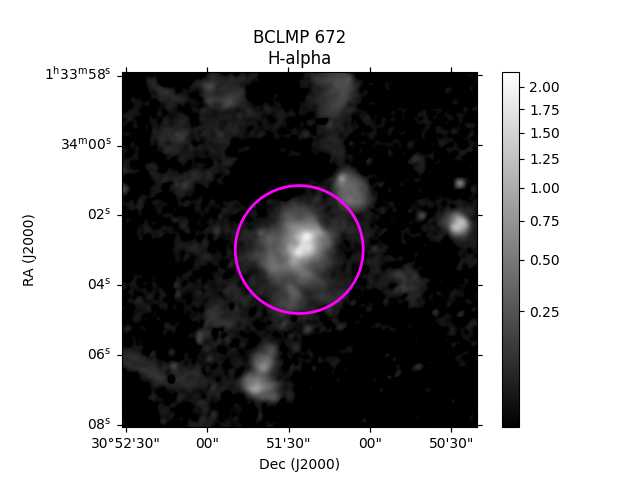 BCLMP 672
H-alpha
1ʰ33ᵐ58ˢ
34ᵐ00ˢ
02ˢ
04ˢ
06ˢ
08ˢ
RA (J2000)
30°52'30"
00"
51'30"
00"
50'30"
Dec (J2000)
2.00
1.75
1.50
1.25
1.00
0.75
0.50
0.25